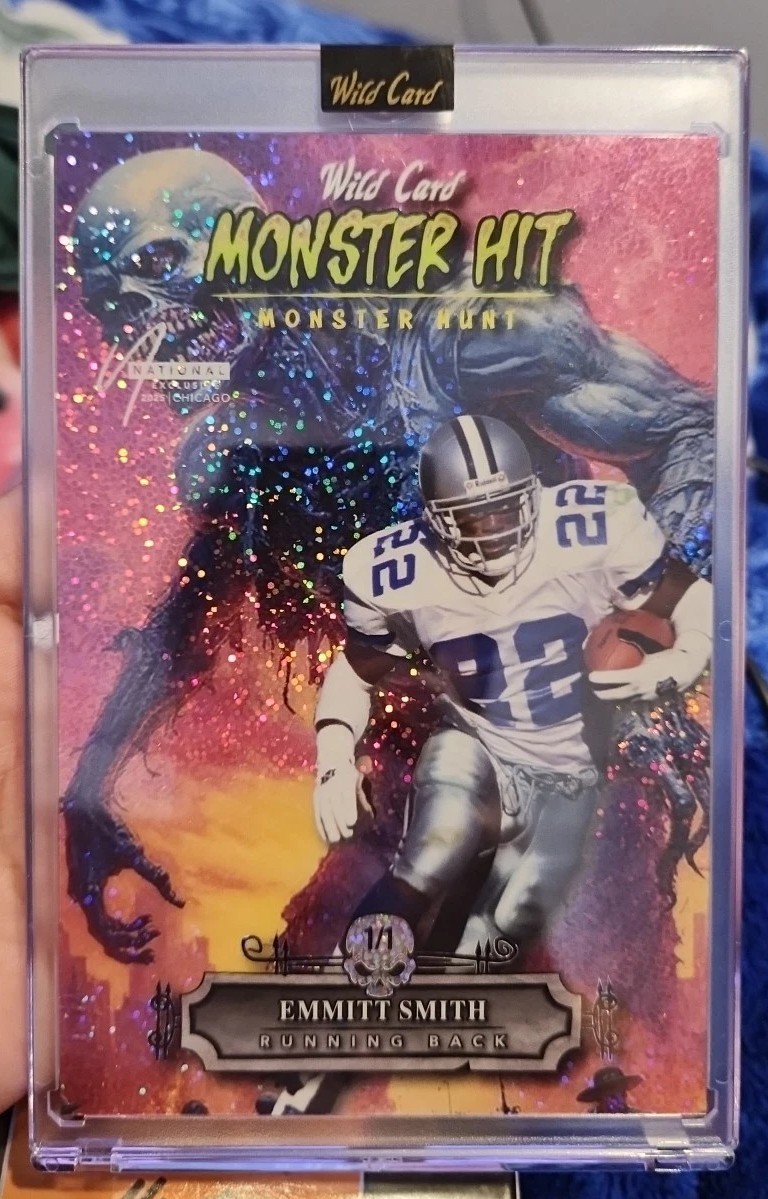 Wild Card
Wild Card
MONSTER HIT
MONSTER HUNT
NATIONAL
EXCLUSIVE
2025 | CHICAGO
Riddell
22
22
22
1/1
EMMITT SMITH
RUNNING BACK